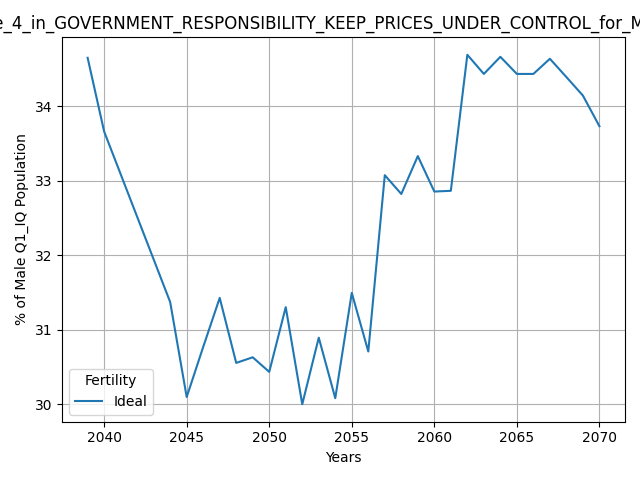 e_4_in_GOVERNMENT_RESPONSIBILITY_KEEP_PRICES_UNDER_CONTROL_for_M
% of Male Q1_IQ Population
34
33
32
31
30
Fertility
Ideal
2040 2045 2050 2055 2060 2065 2070
Years